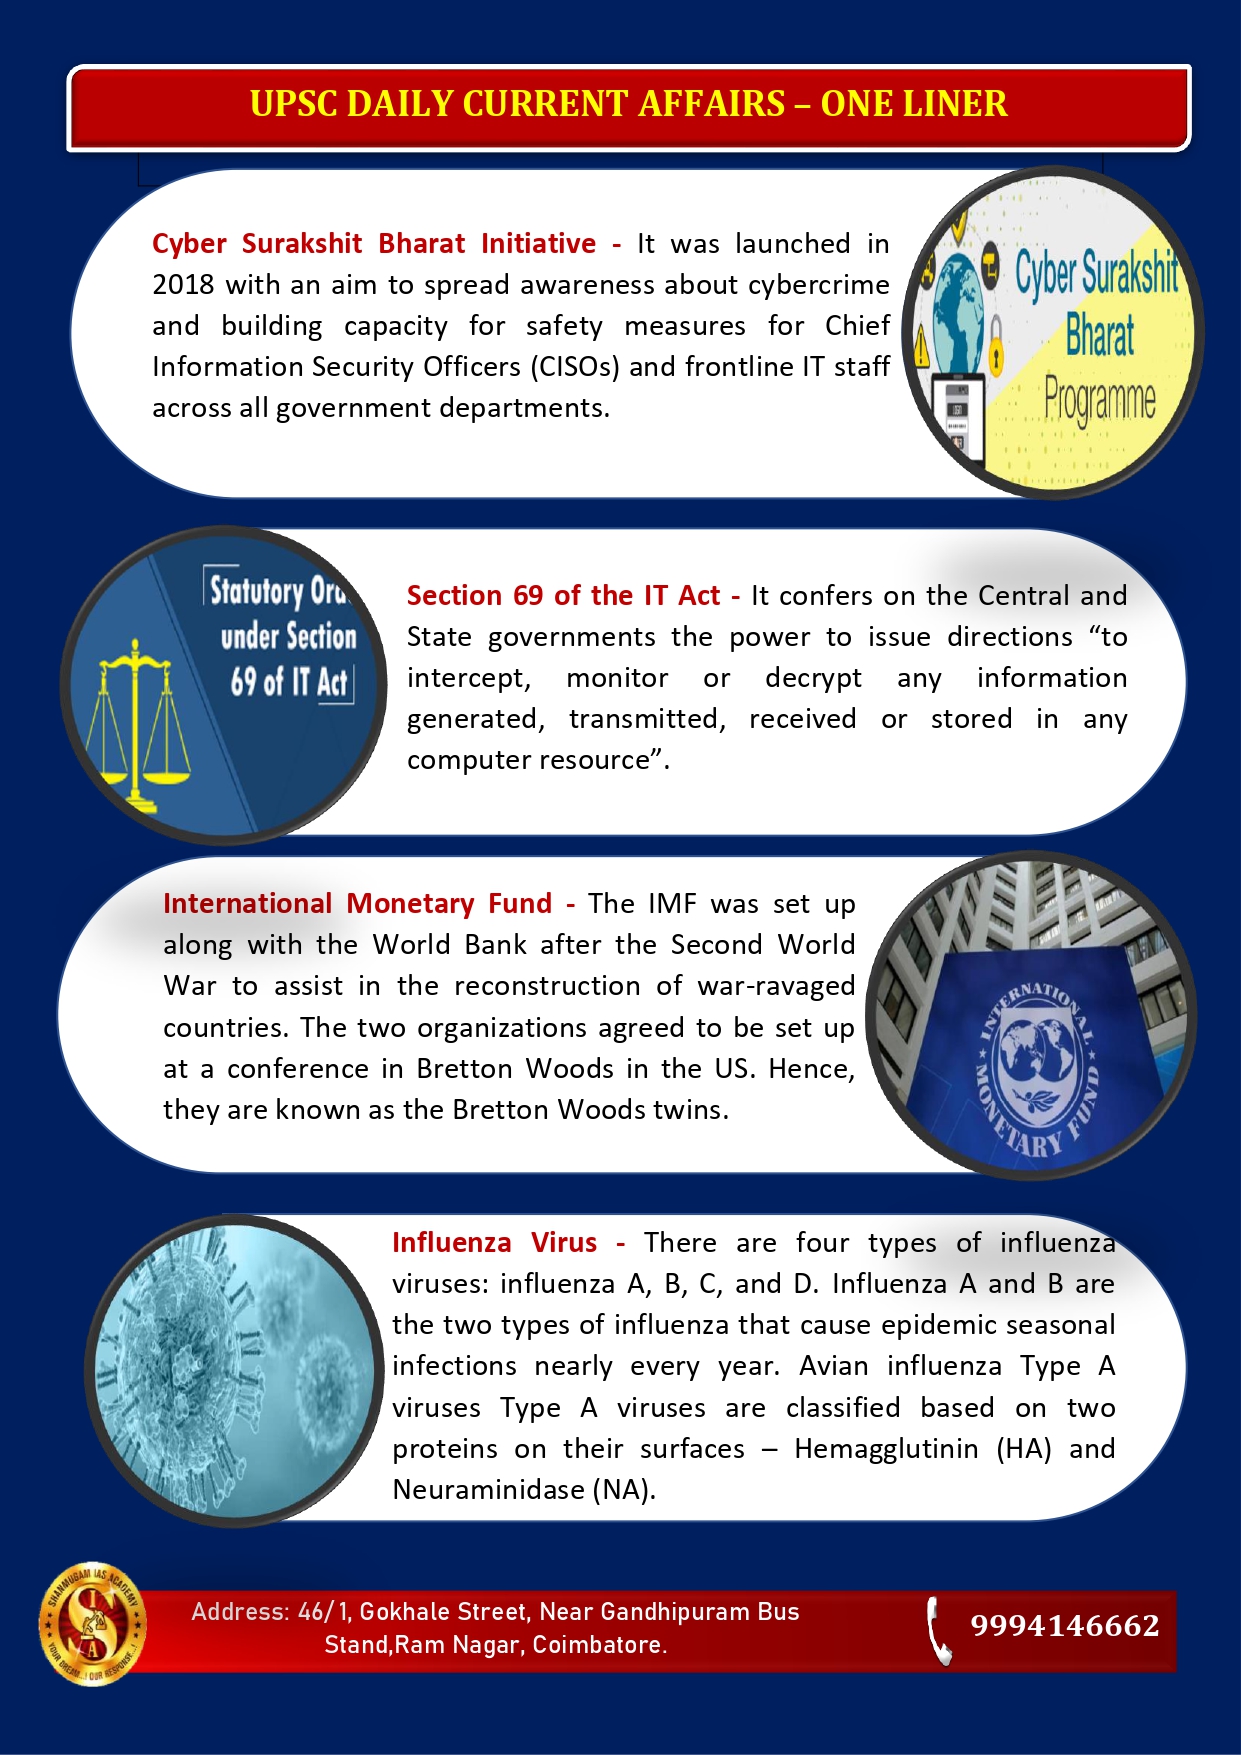 UPSC DAILY CURRENT AFFAIRS – ONE LINER
Cyber Surakshit Bharat Initiative - It was launched in
2018 with an aim to spread awareness about cybercrime
and building capacity for safety measures for Chief
Information Security Officers (CISOs) and frontline IT staff
across all government departments.
Cyber Surakshit
Bharat
Programme
Statutory Ord
under Section
69 of IT Act
Section 69 of the IT Act - It confers on the Central and
State governments the power to issue directions “to
intercept, monitor or decrypt any information
generated, transmitted, received or stored in any
computer resource”.
International Monetary Fund - The IMF was set up
along with the World Bank after the Second World
War to assist in the reconstruction of war-ravaged
countries. The two organizations agreed to be set up
at a conference in Bretton Woods in the US. Hence,
they are known as the Bretton Woods twins.
INTERNATIONAL
MONETARY FUND
Influenza Virus - There are four types of influenza
viruses: influenza A, B, C, and D. Influenza A and B are
the two types of influenza that cause epidemic seasonal
infections nearly every year. Avian influenza Type A
viruses Type A viruses are classified based on two
proteins on their surfaces – Hemagglutinin (HA) and
Neuraminidase (NA).
SHANMUGAM IAS ACADEMY
SIA
YOUR DREAM..! OUR RESPONSE..!
Address: 46/1, Gokhale Street, Near Gandhipuram Bus
Stand,Ram Nagar, Coimbatore.
9994146662